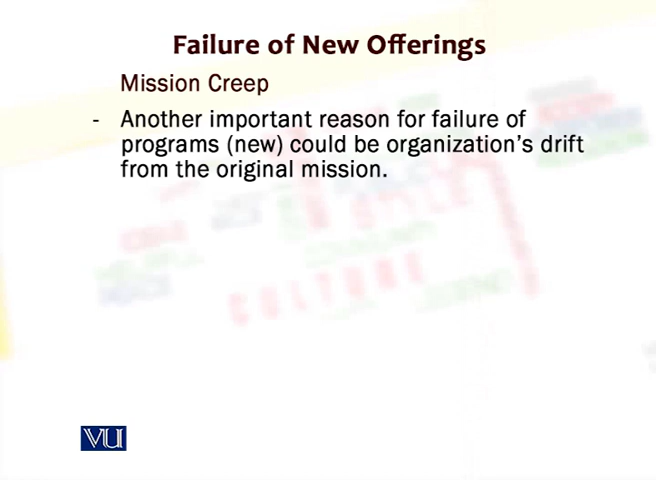 Failure of New Offerings
Mission Creep
- Another important reason for failure of
programs (new) could be organization's drift
from the original mission.
CULTURE
VU